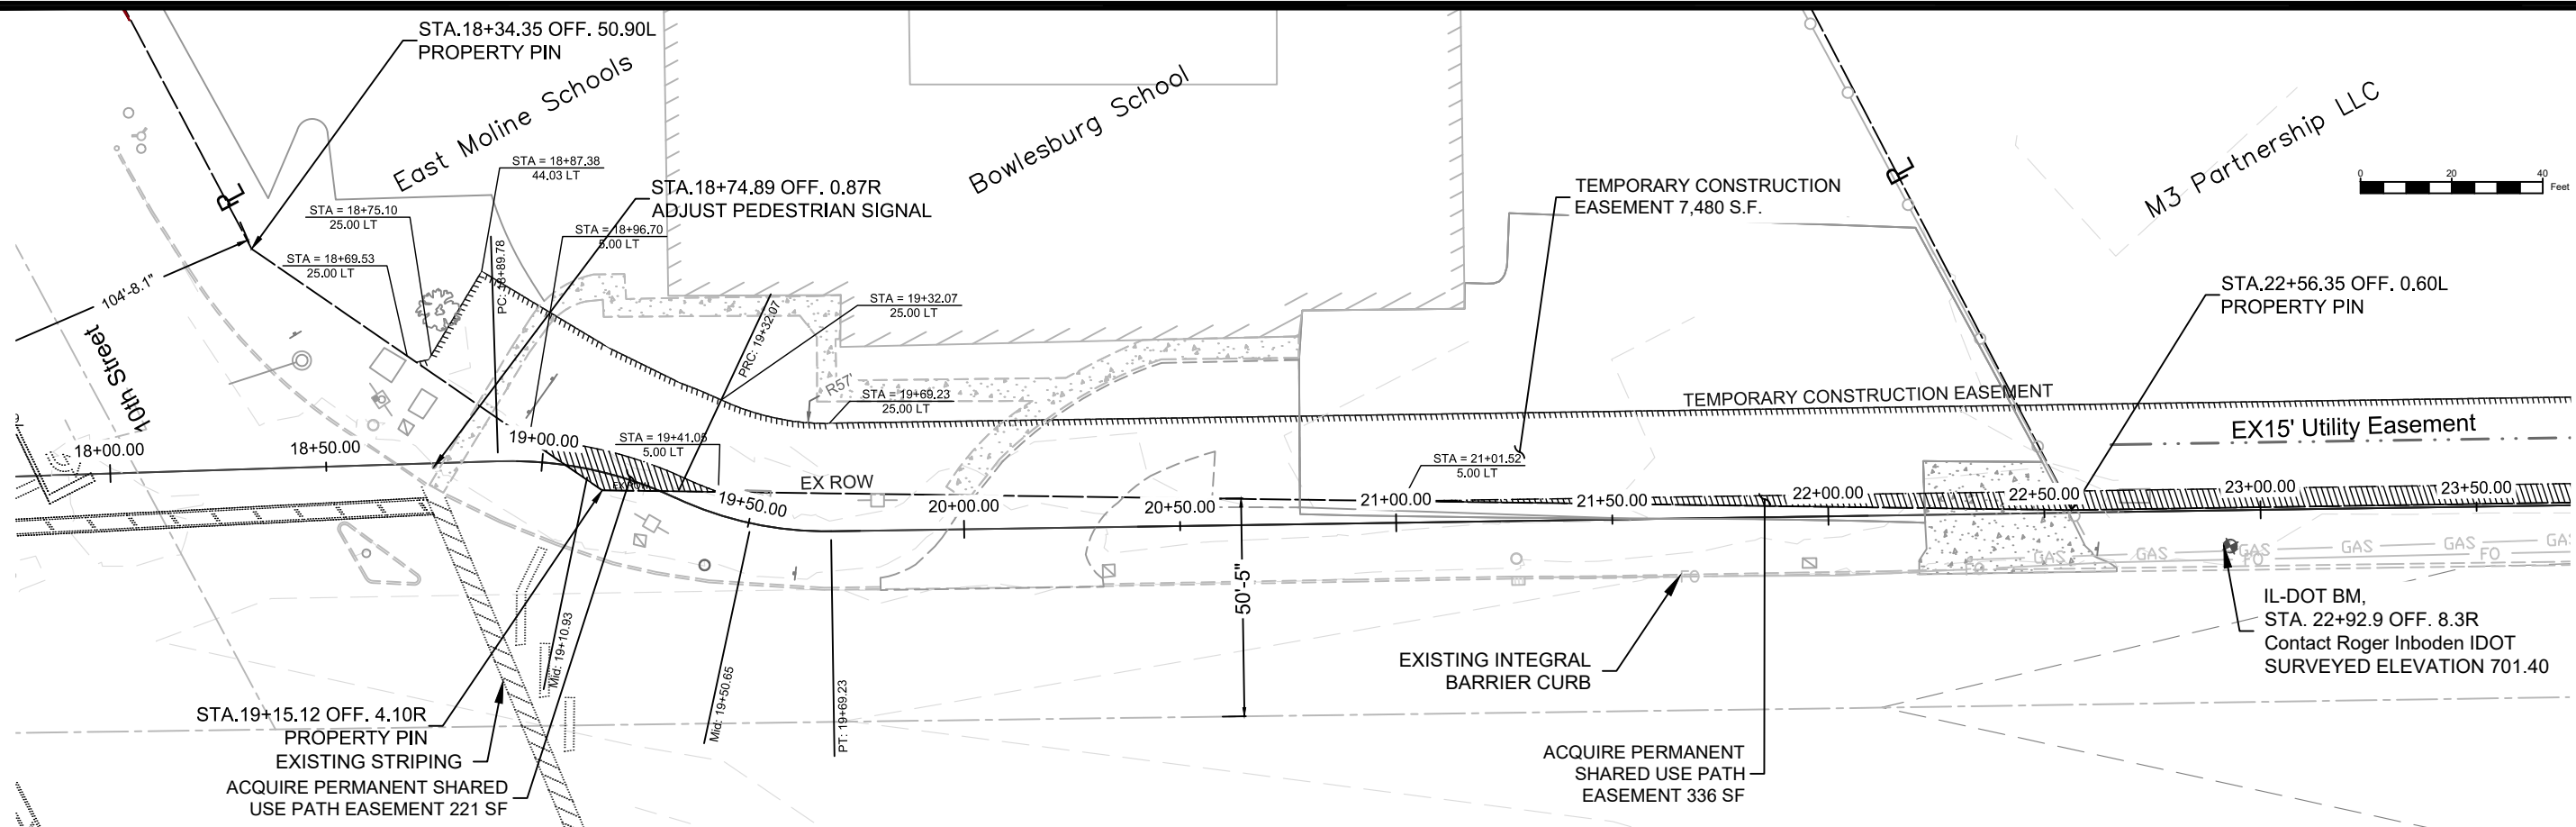 STA.18+34.35 OFF. 50.90L
PROPERTY PIN
East Moline Schools
Bowlesburg School
M3 Partnership LLC
0 20 40
Feet
PL
PL
STA = 18+87.38
44.03 LT
STA.18+74.89 OFF. 0.87R
ADJUST PEDESTRIAN SIGNAL
STA = 18+75.10
25.00 LT
STA = 18+96.70
5.00 LT
STA = 18+69.53
25.00 LT
PC: 18+89.78
104'-8.1"
10th Street
PRC: 19+32.07
STA = 19+32.07
25.00 LT
R57'
STA = 19+69.23
25.00 LT
STA = 19+41.05
5.00 LT
TEMPORARY CONSTRUCTION
EASEMENT 7,480 S.F.
TEMPORARY CONSTRUCTION EASEMENT
STA.22+56.35 OFF. 0.60L
PROPERTY PIN
EX15' Utility Easement
STA = 21+01.52
5.00 LT
EX ROW
EX ROW
18+00.00
18+50.00
19+00.00
19+50.00
20+00.00
20+50.00
21+00.00
21+50.00
22+00.00
22+50.00
23+00.00
23+50.00
50'-5"
FO
FO
FO
FO
GAS
GAS
GAS
GAS
GAS
GAS
Mid: 19+10.93
Mid: 19+50.65
PT: 19+69.23
STA.19+15.12 OFF. 4.10R
PROPERTY PIN
EXISTING STRIPING
ACQUIRE PERMANENT SHARED
USE PATH EASEMENT 221 SF
EXISTING INTEGRAL
BARRIER CURB
ACQUIRE PERMANENT
SHARED USE PATH
EASEMENT 336 SF
IL-DOT BM,
STA. 22+92.9 OFF. 8.3R
Contact Roger Inboden IDOT
SURVEYED ELEVATION 701.40